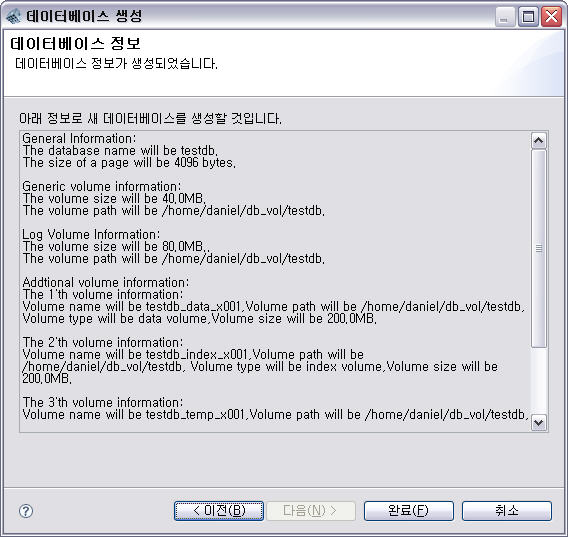 데이터베이스 생성
데이터베이스 정보
데이터베이스 정보가 생성되었습니다.
아래 정보로 새 데이터베이스를 생성할 것입니다.
General Information:
The database name will be testdb.
The size of a page will be 4096 bytes.
Generic volume information:
The volume size will be 40.0MB.
The volume path will be /home/daniel/db_vol/testdb.
Log Volume Information:
The volume size will be 80.0MB..
The volume path will be /home/daniel/db_vol/testdb.
Addtional volume information:
The 1'th volume information:
Volume name will be testdb_data_x001,Volume path will be /home/daniel/db_vol/testdb,
Volume type will be data volume,Volume size will be 200.0MB.
The 2'th volume information:
Volume name will be testdb_index_x001,Volume path will be
/home/daniel/db_vol/testdb, Volume type will be index volume,Volume size will be
200.0MB.
The 3'th volume information:
Volume name will be testdb_temp_x001,Volume path will be /home/daniel/db_vol/testdb,
? < 이전(B) 다음(N) > 완료(F) 취소